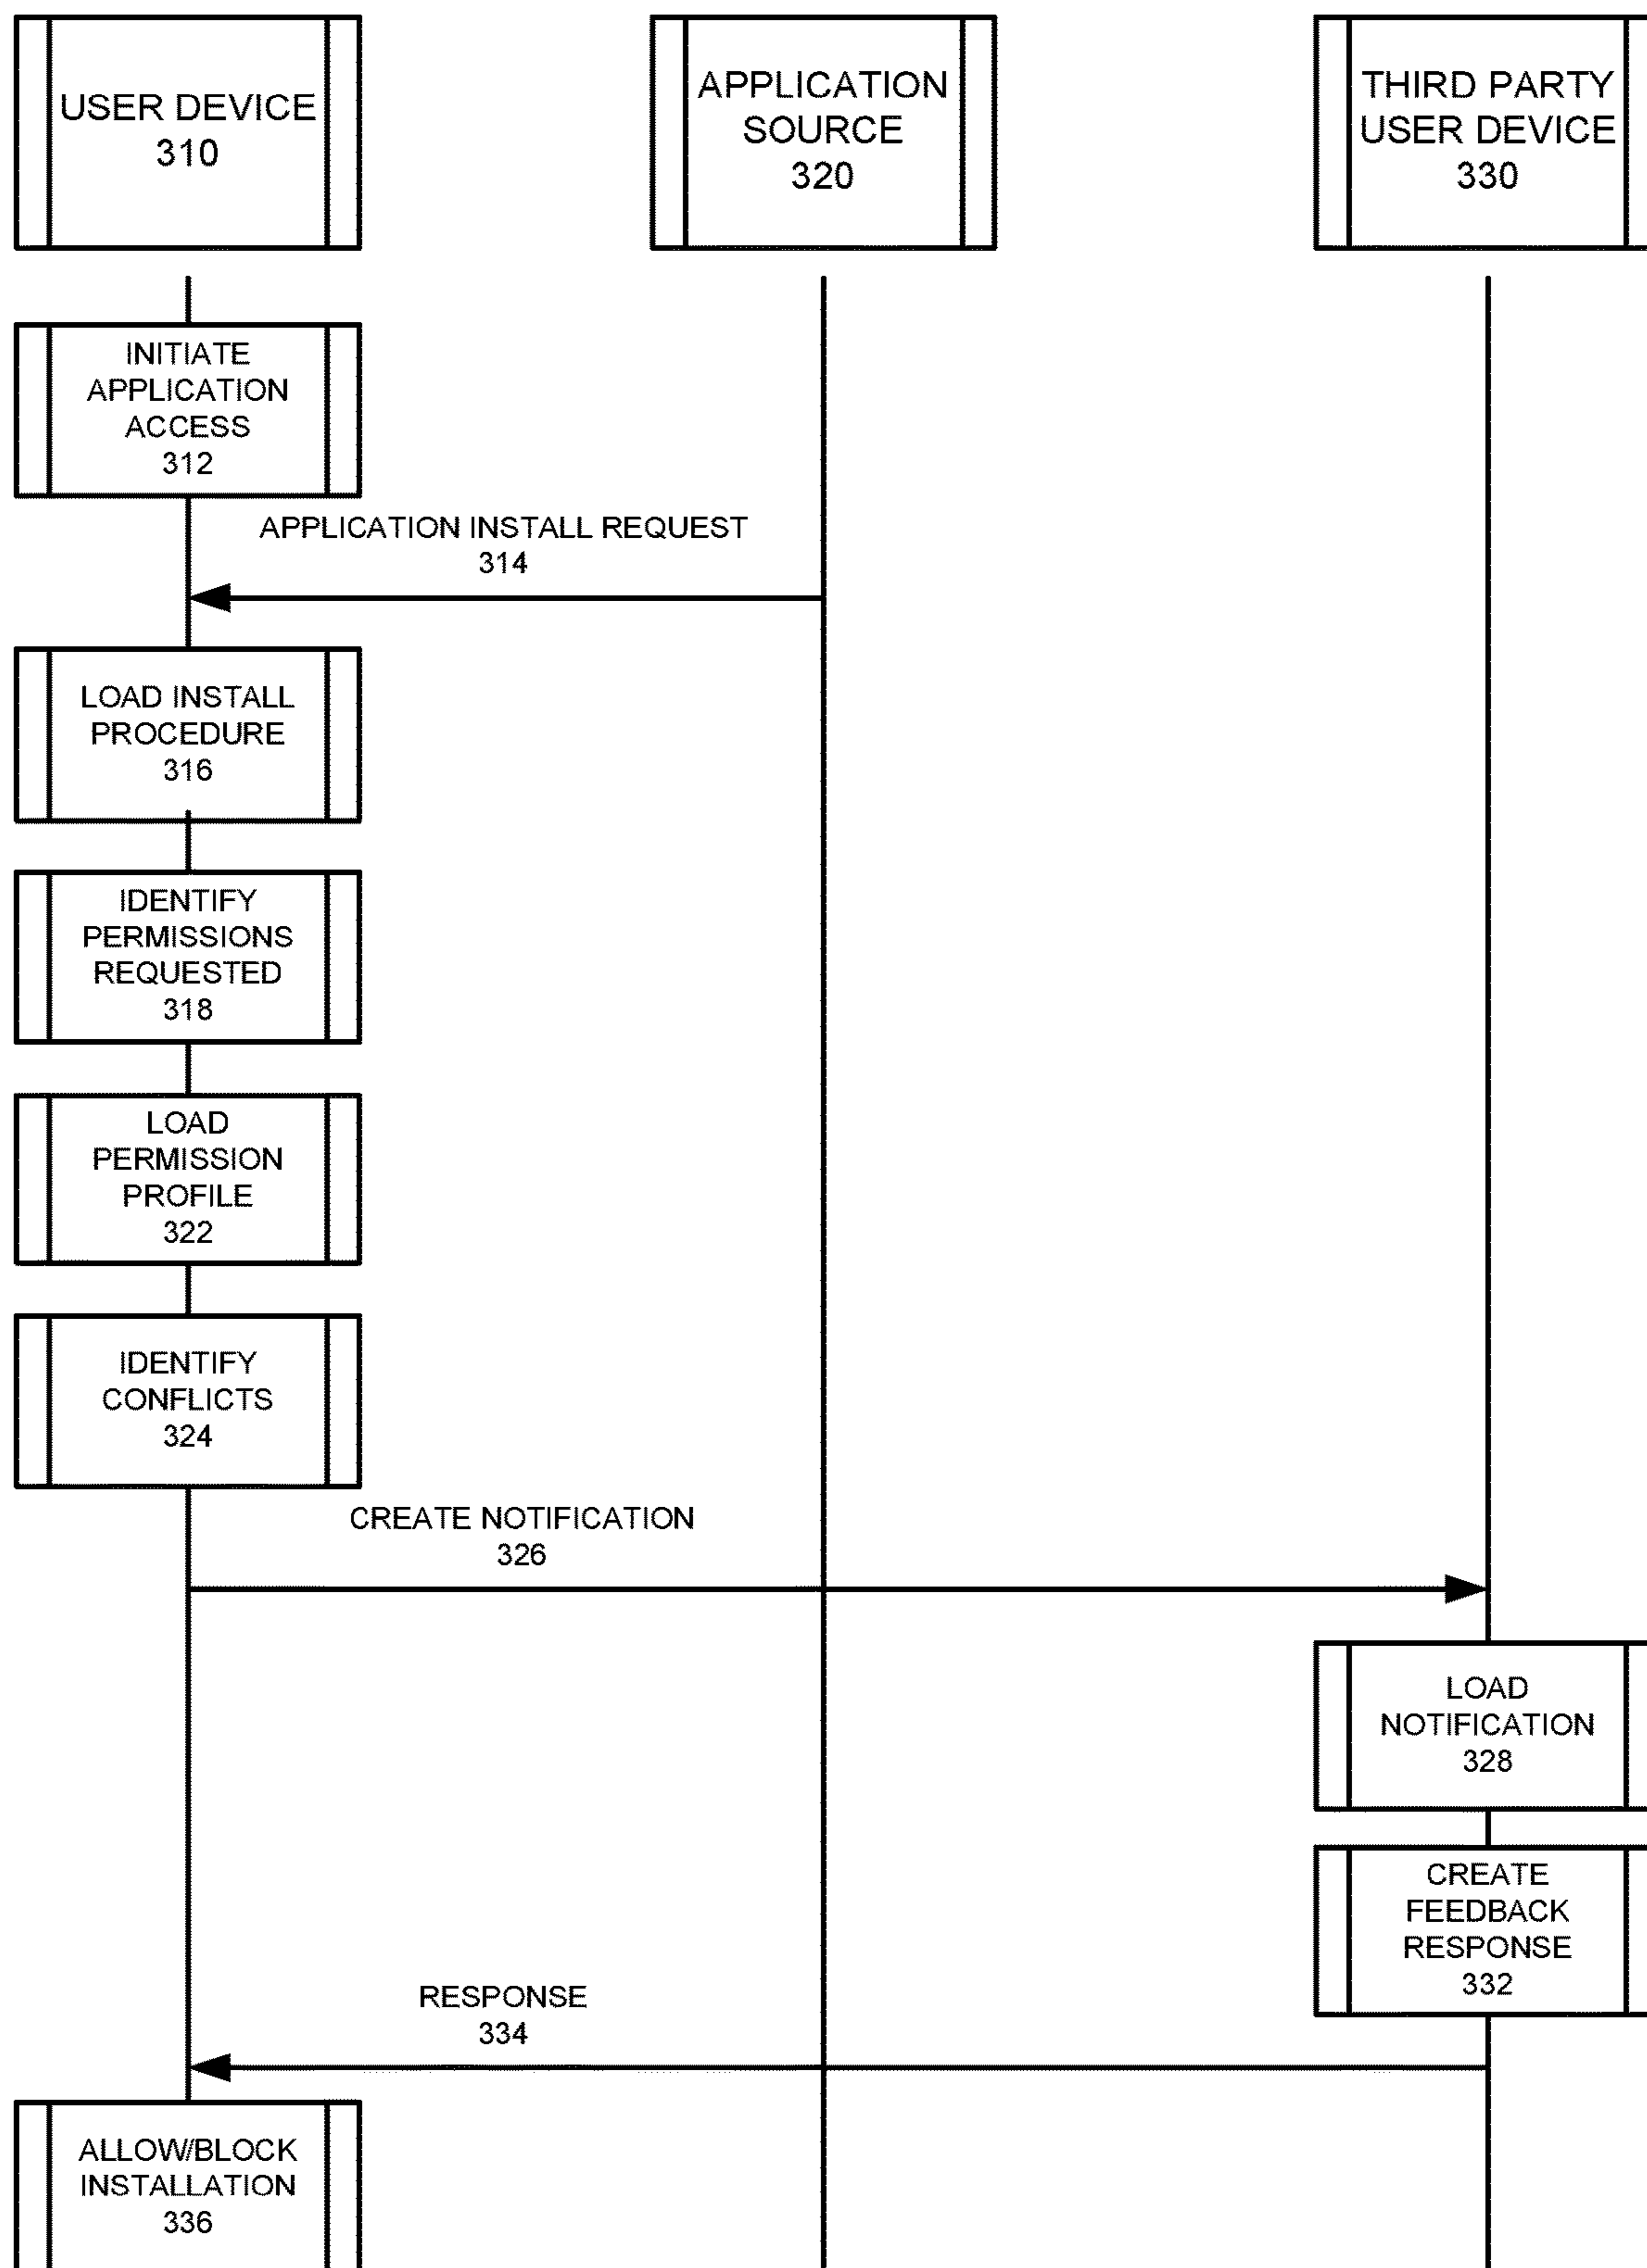 USER DEVICE
310
APPLICATION
SOURCE
320
THIRD PARTY
USER DEVICE
330
INITIATE
APPLICATION
ACCESS
312
APPLICATION INSTALL REQUEST
314
LOAD INSTALL
PROCEDURE
316
IDENTIFY
PERMISSIONS
REQUESTED
318
LOAD
PERMISSION
PROFILE
322
IDENTIFY
CONFLICTS
324
CREATE NOTIFICATION
326
LOAD
NOTIFICATION
328
CREATE
FEEDBACK
RESPONSE
332
RESPONSE
334
ALLOW/BLOCK
INSTALLATION
336